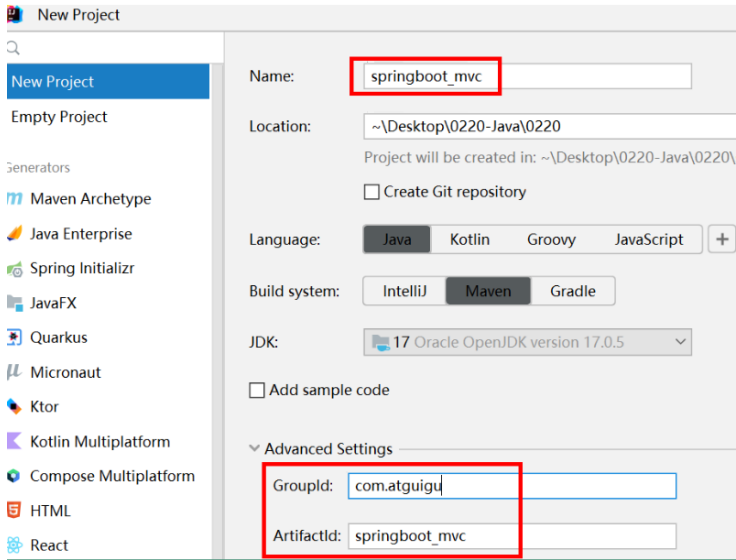 New Project
New Project
Empty Project
Generators
Maven Archetype
Java Enterprise
Spring Initializr
JavaFX
Quarkus
Micronaut
Ktor
Kotlin Multiplatform
Compose Multiplatform
HTML
React
Name: springboot_mvc
Location: ~\Desktop\0220-Java\0220
Project will be created in: ~\Desktop\0220-Java\0220\
Create Git repository
Language: Java Kotlin Groovy JavaScript +
Build system: IntelliJ Maven Gradle
JDK: 17 Oracle OpenJDK version 17.0.5
Add sample code
Advanced Settings
GroupId: com.atguigu
ArtifactId: springboot_mvc